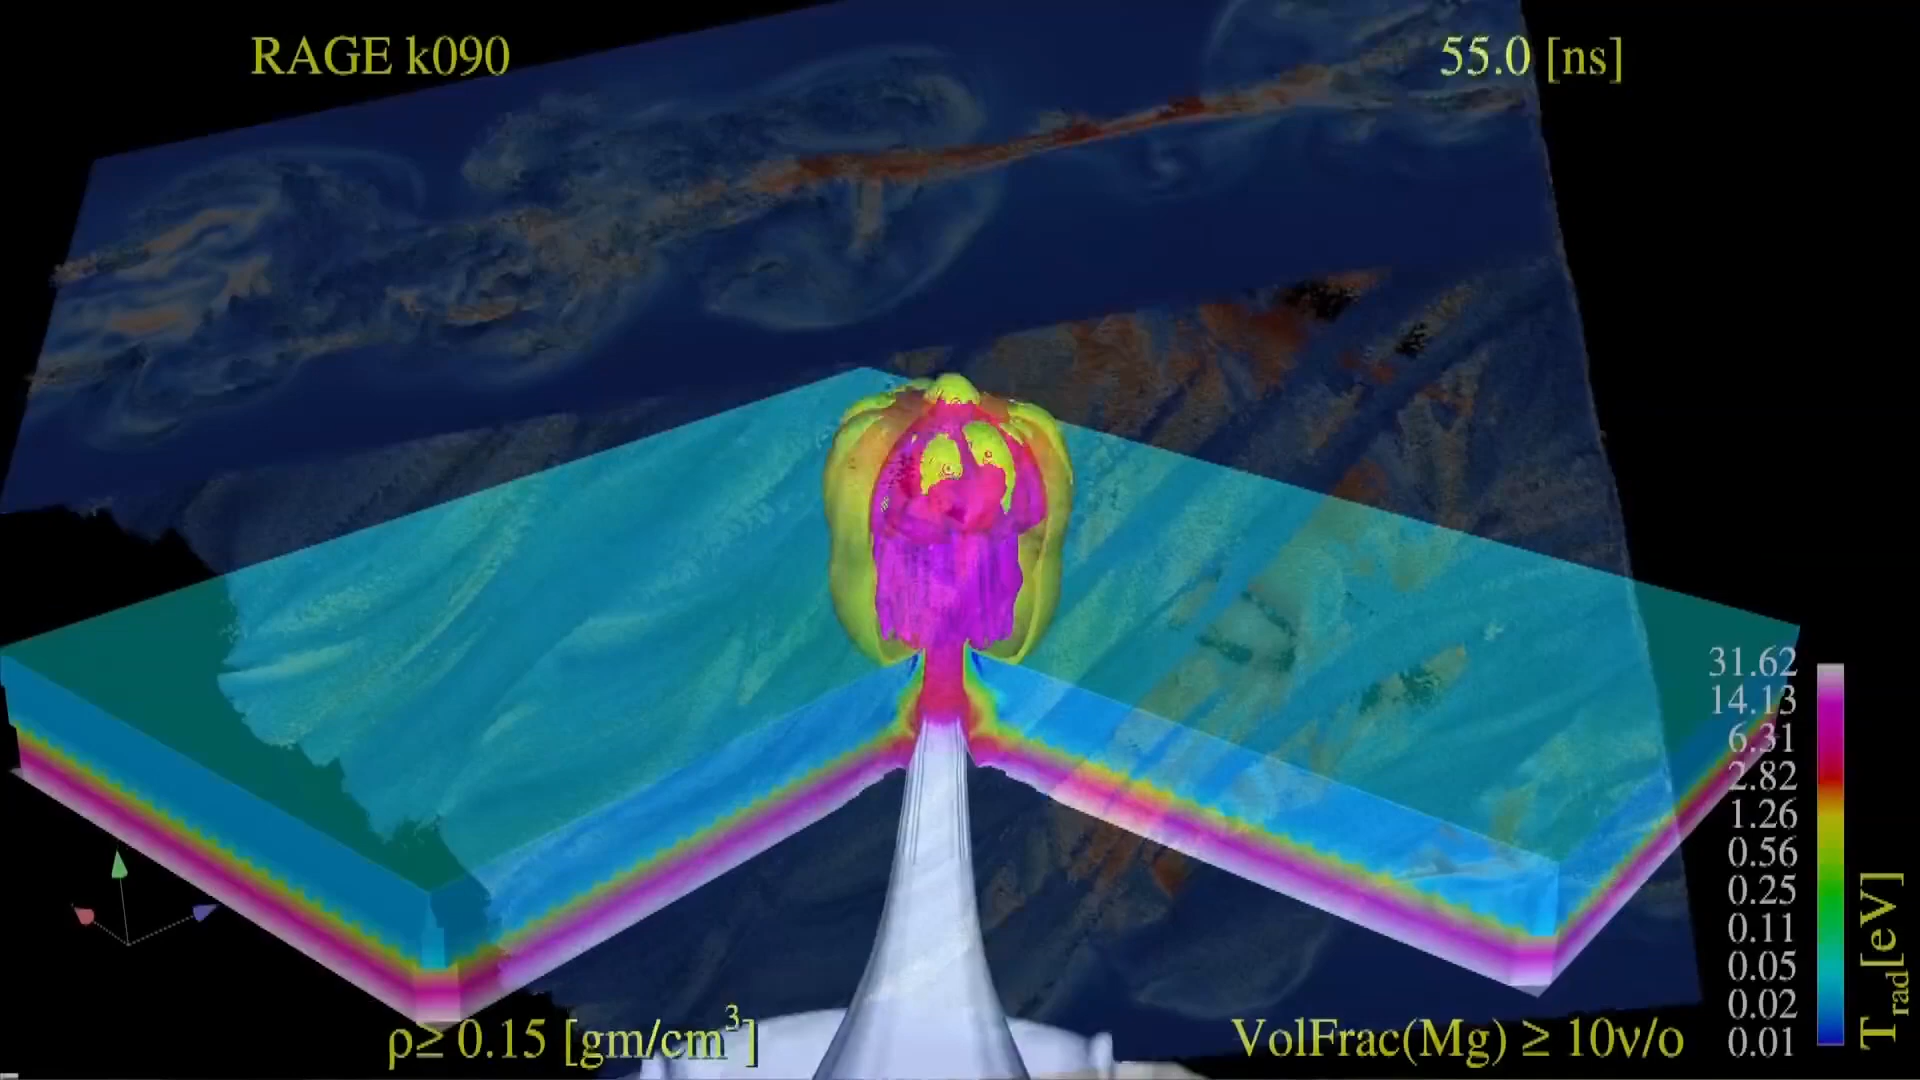 RAGE k090
55.0 [ns]
31.62
14.13
6.31
2.82
1.26
0.56
0.25
0.11
0.05
0.02
0.01
T_rad[eV]
ρ≥ 0.15 [gm/cm³]
VolFrac(Mg) ≥ 10v/o